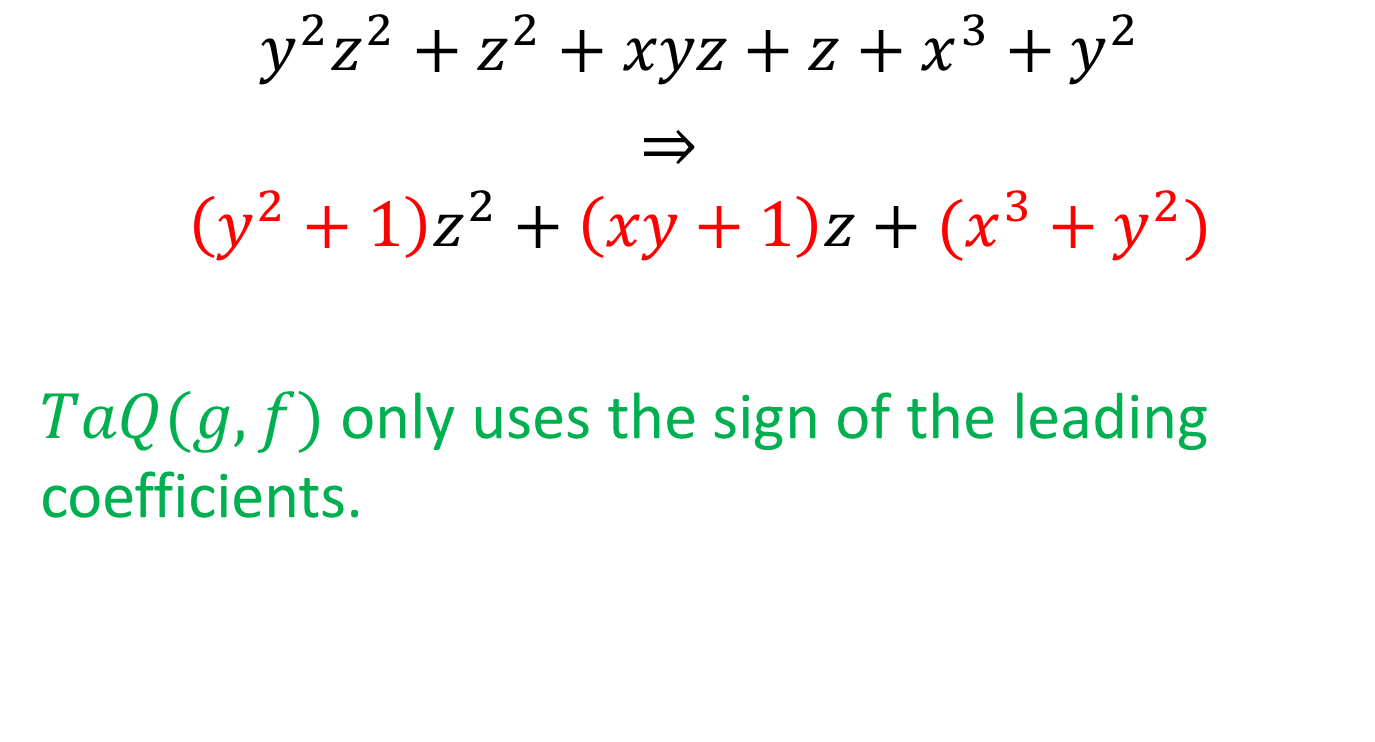 y²z² + z² + xyz + z + x³ + y²
⇒
(y² + 1)z² + (xy + 1)z + (x³ + y²)
TaQ(g, f) only uses the sign of the leading
coefficients.